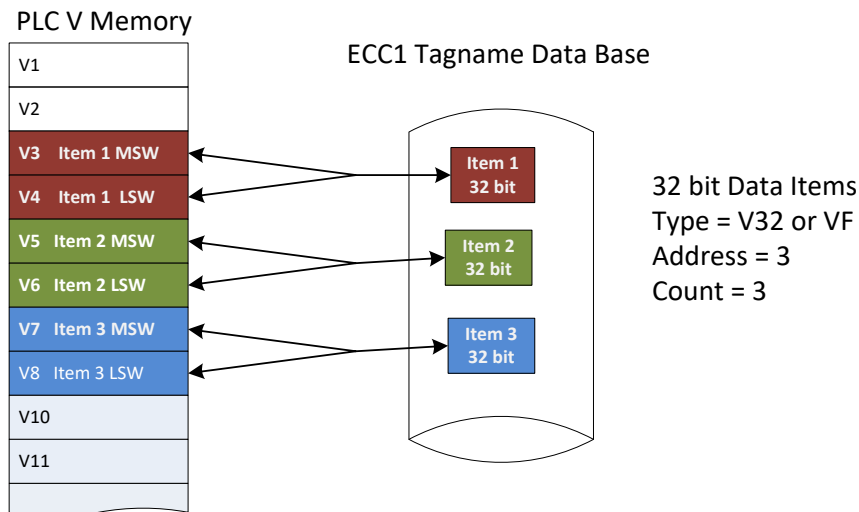 PLC V Memory
ECC1 Tagname Data Base
V1
V2
V3 Item 1 MSW
V4 Item 1 LSW
V5 Item 2 MSW
V6 Item 2 LSW
V7 Item 3 MSW
V8 Item 3 LSW
V10
V11
Item 1
32 bit
Item 2
32 bit
Item 3
32 bit
32 bit Data Items
Type = V32 or VF
Address = 3
Count = 3